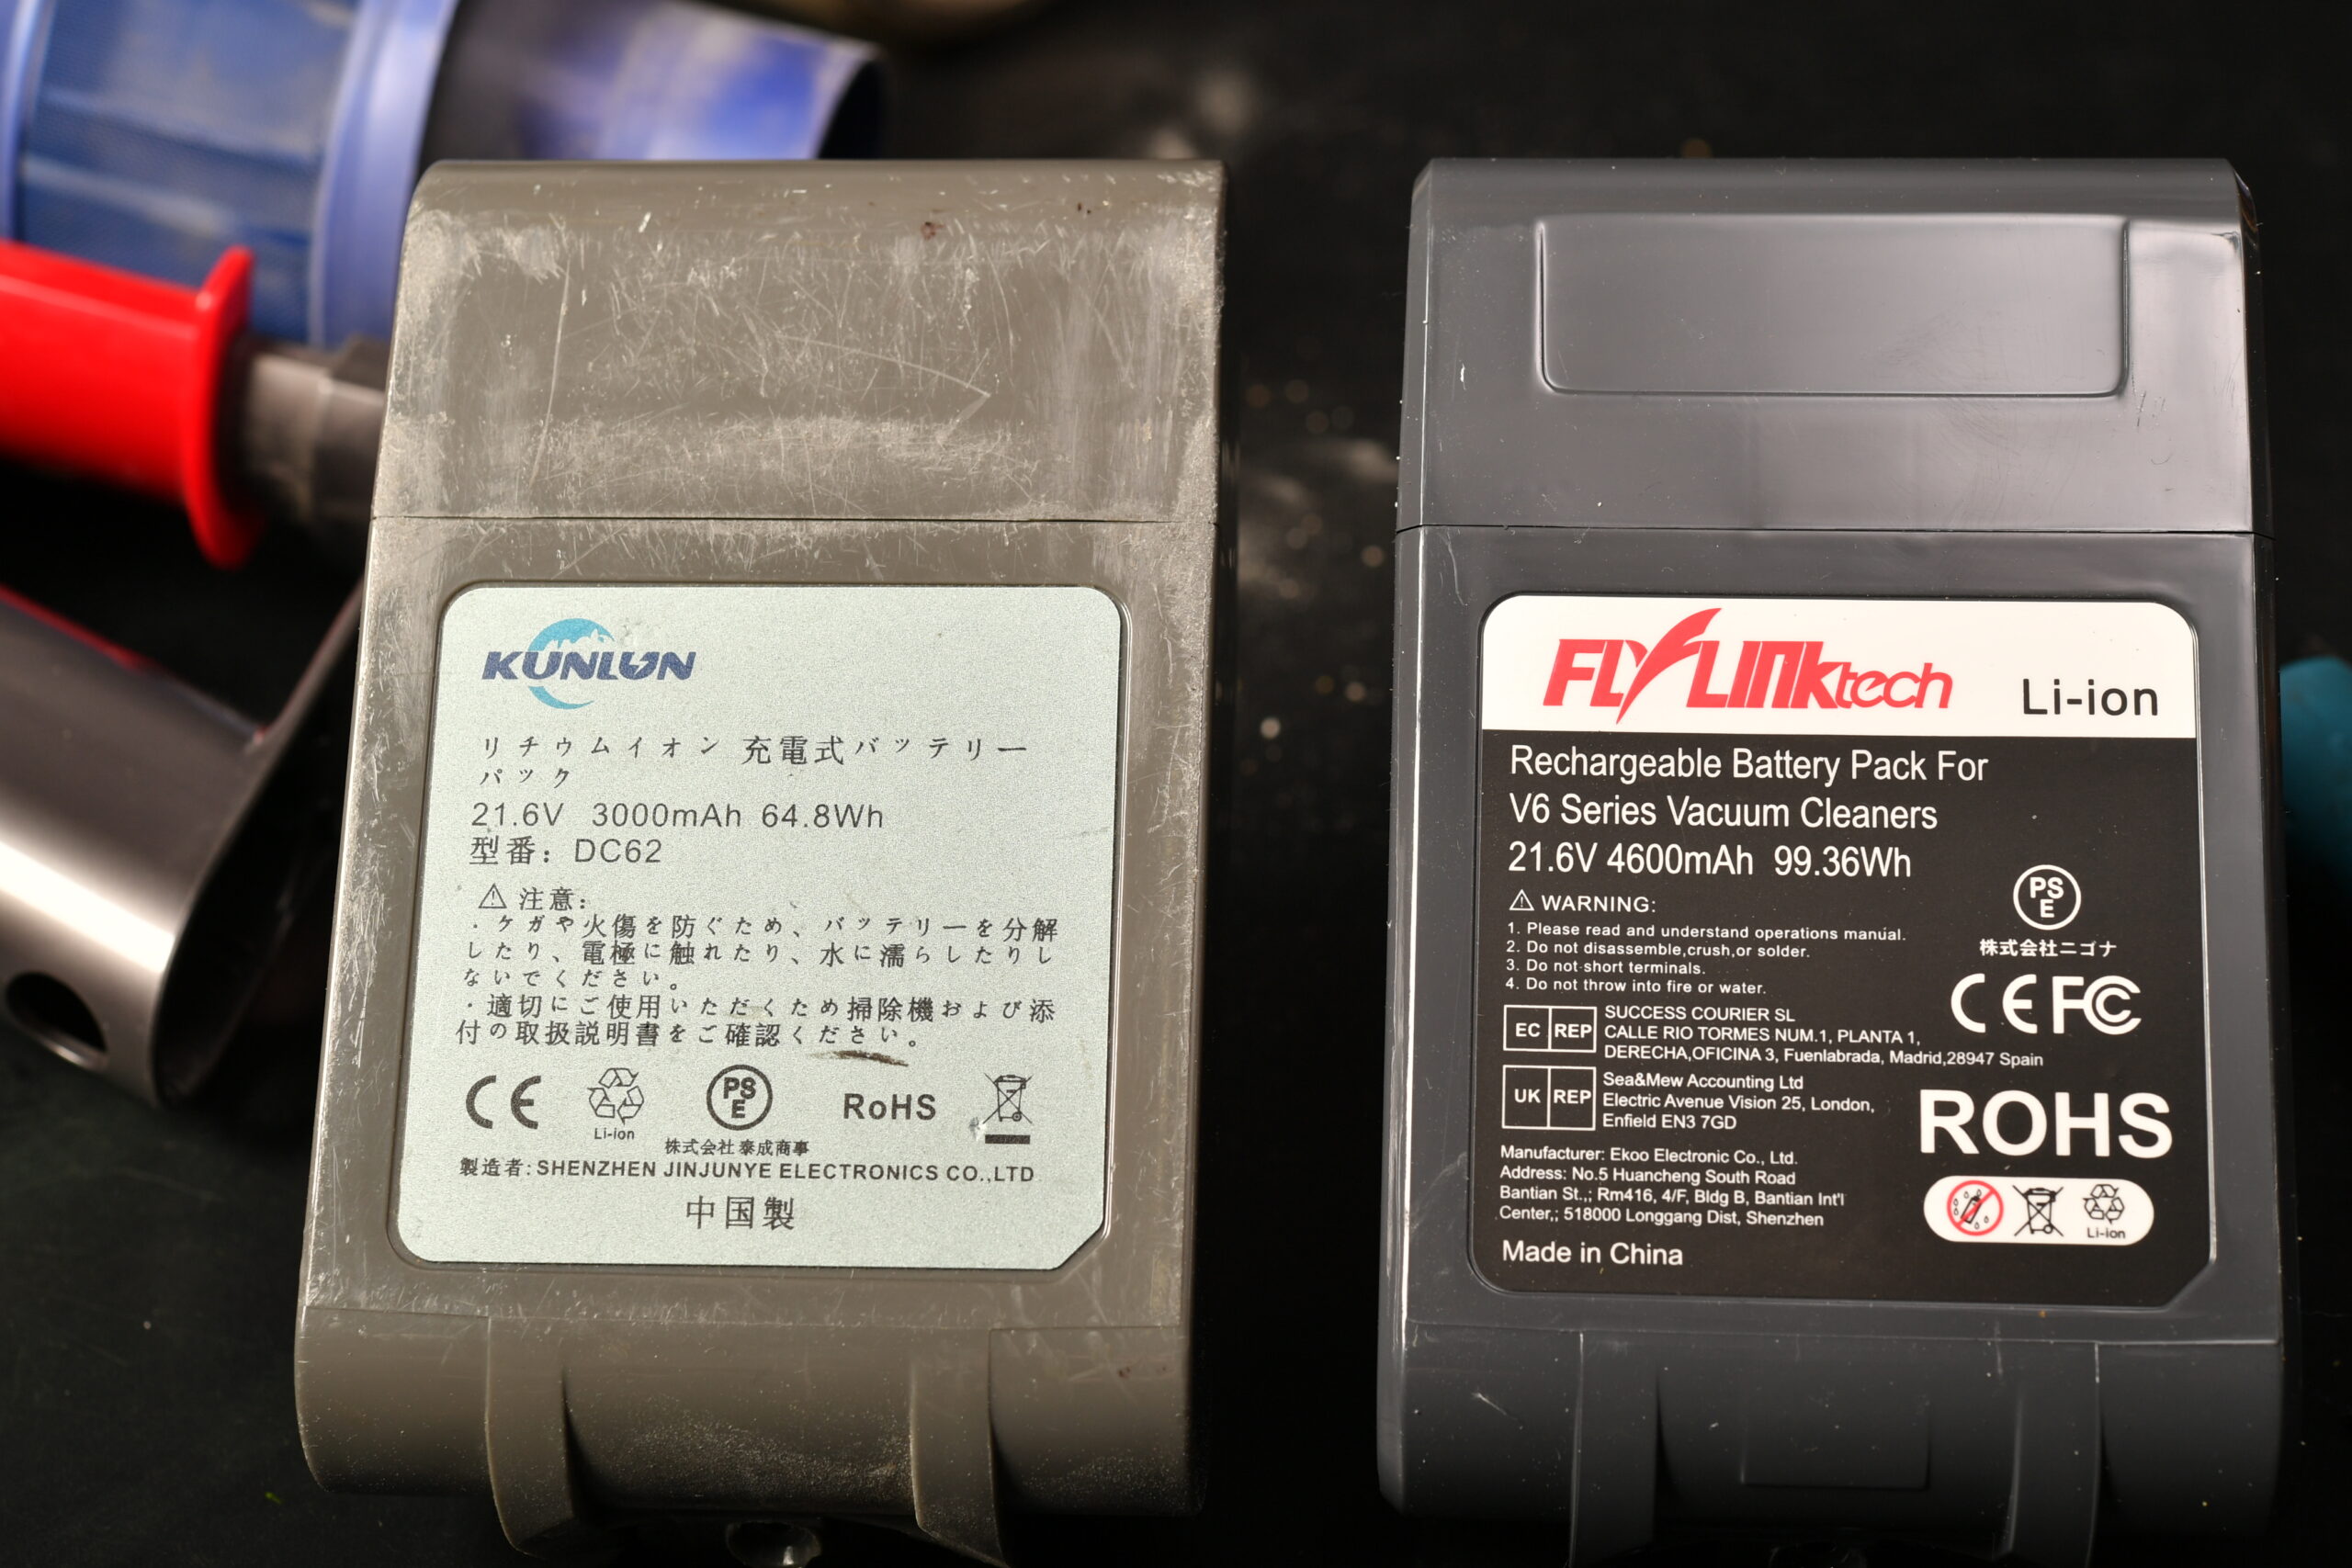 KUNLUN
リチウムイオン 充電式バッテリー
パック
21.6V 3000mAh 64.8Wh
型番：DC62
⚠ 注意：
・ケガや火傷を防ぐため、バッテリーを分解
したり、電極に触れたり、水に濡らしたりし
ないでください。
・適切にご使用いただくため掃除機および添
付の取扱説明書をご確認ください。
CE
Li-ion
PSE
RoHS
株式会社泰成商事
製造者:SHENZHEN JINJUNYE ELECTRONICS CO.,LTD
中国製
FLYLINKtech
Li-ion
Rechargeable Battery Pack For
V6 Series Vacuum Cleaners
21.6V 4600mAh 99.36Wh
⚠ WARNING:
1. Please read and understand operations manual.
2. Do not disassemble,crush,or solder.
3. Do not short terminals.
4. Do not throw into fire or water.
PSE
株式会社ニゴナ
CE FC
EC REP
SUCCESS COURIER SL
CALLE RIO TORMES NUM.1, PLANTA 1,
DERECHA,OFICINA 3, Fuenlabrada, Madrid,28947 Spain
UK REP
Sea&Mew Accounting Ltd
Electric Avenue Vision 25, London,
Enfield EN3 7GD
ROHS
Manufacturer: Ekoo Electronic Co., Ltd.
Address: No.5 Huancheng South Road
Bantian St.,; Rm416, 4/F, Bldg B, Bantian Int'l
Center,; 518000 Longgang Dist, Shenzhen
Li-ion
Made in China